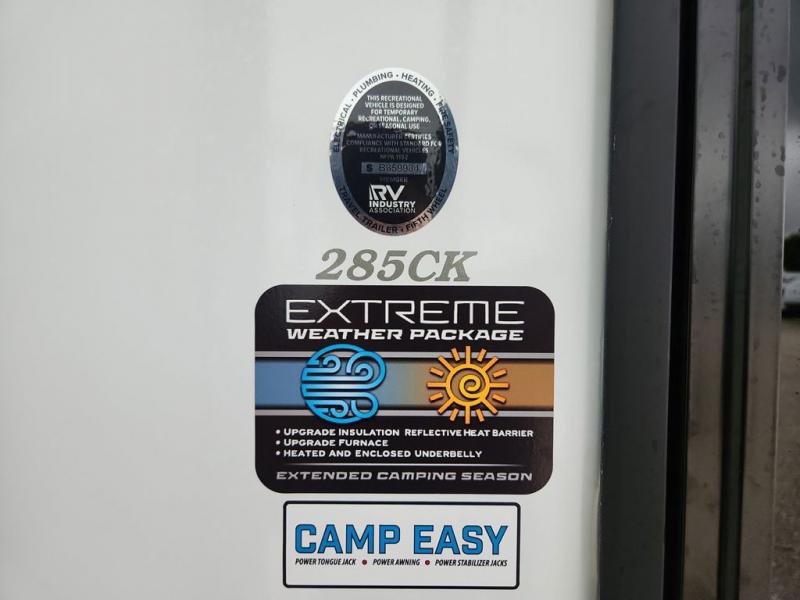 ELECTRICAL • PLUMBING • HEATING • FIRE SAFETY
THIS RECREATIONAL
VEHICLE IS DESIGNED
FOR TEMPORARY
RECREATIONAL, CAMPING,
OR SEASONAL USE
MANUFACTURER CERTIFIES
COMPLIANCE WITH STANDARD FOR
RECREATIONAL VEHICLES
NFPA 1192
MEMBER
RV
INDUSTRY
ASSOCIATION
TRAVEL TRAILER • FIFTH WHEEL
285CK
EXTREME
WEATHER PACKAGE
• UPGRADE INSULATION REFLECTIVE HEAT BARRIER
• UPGRADE FURNACE
• HEATED AND ENCLOSED UNDERBELLY
EXTENDED CAMPING SEASON
CAMP EASY
POWER TONGUE JACK • POWER AWNING • POWER STABILIZER JACKS